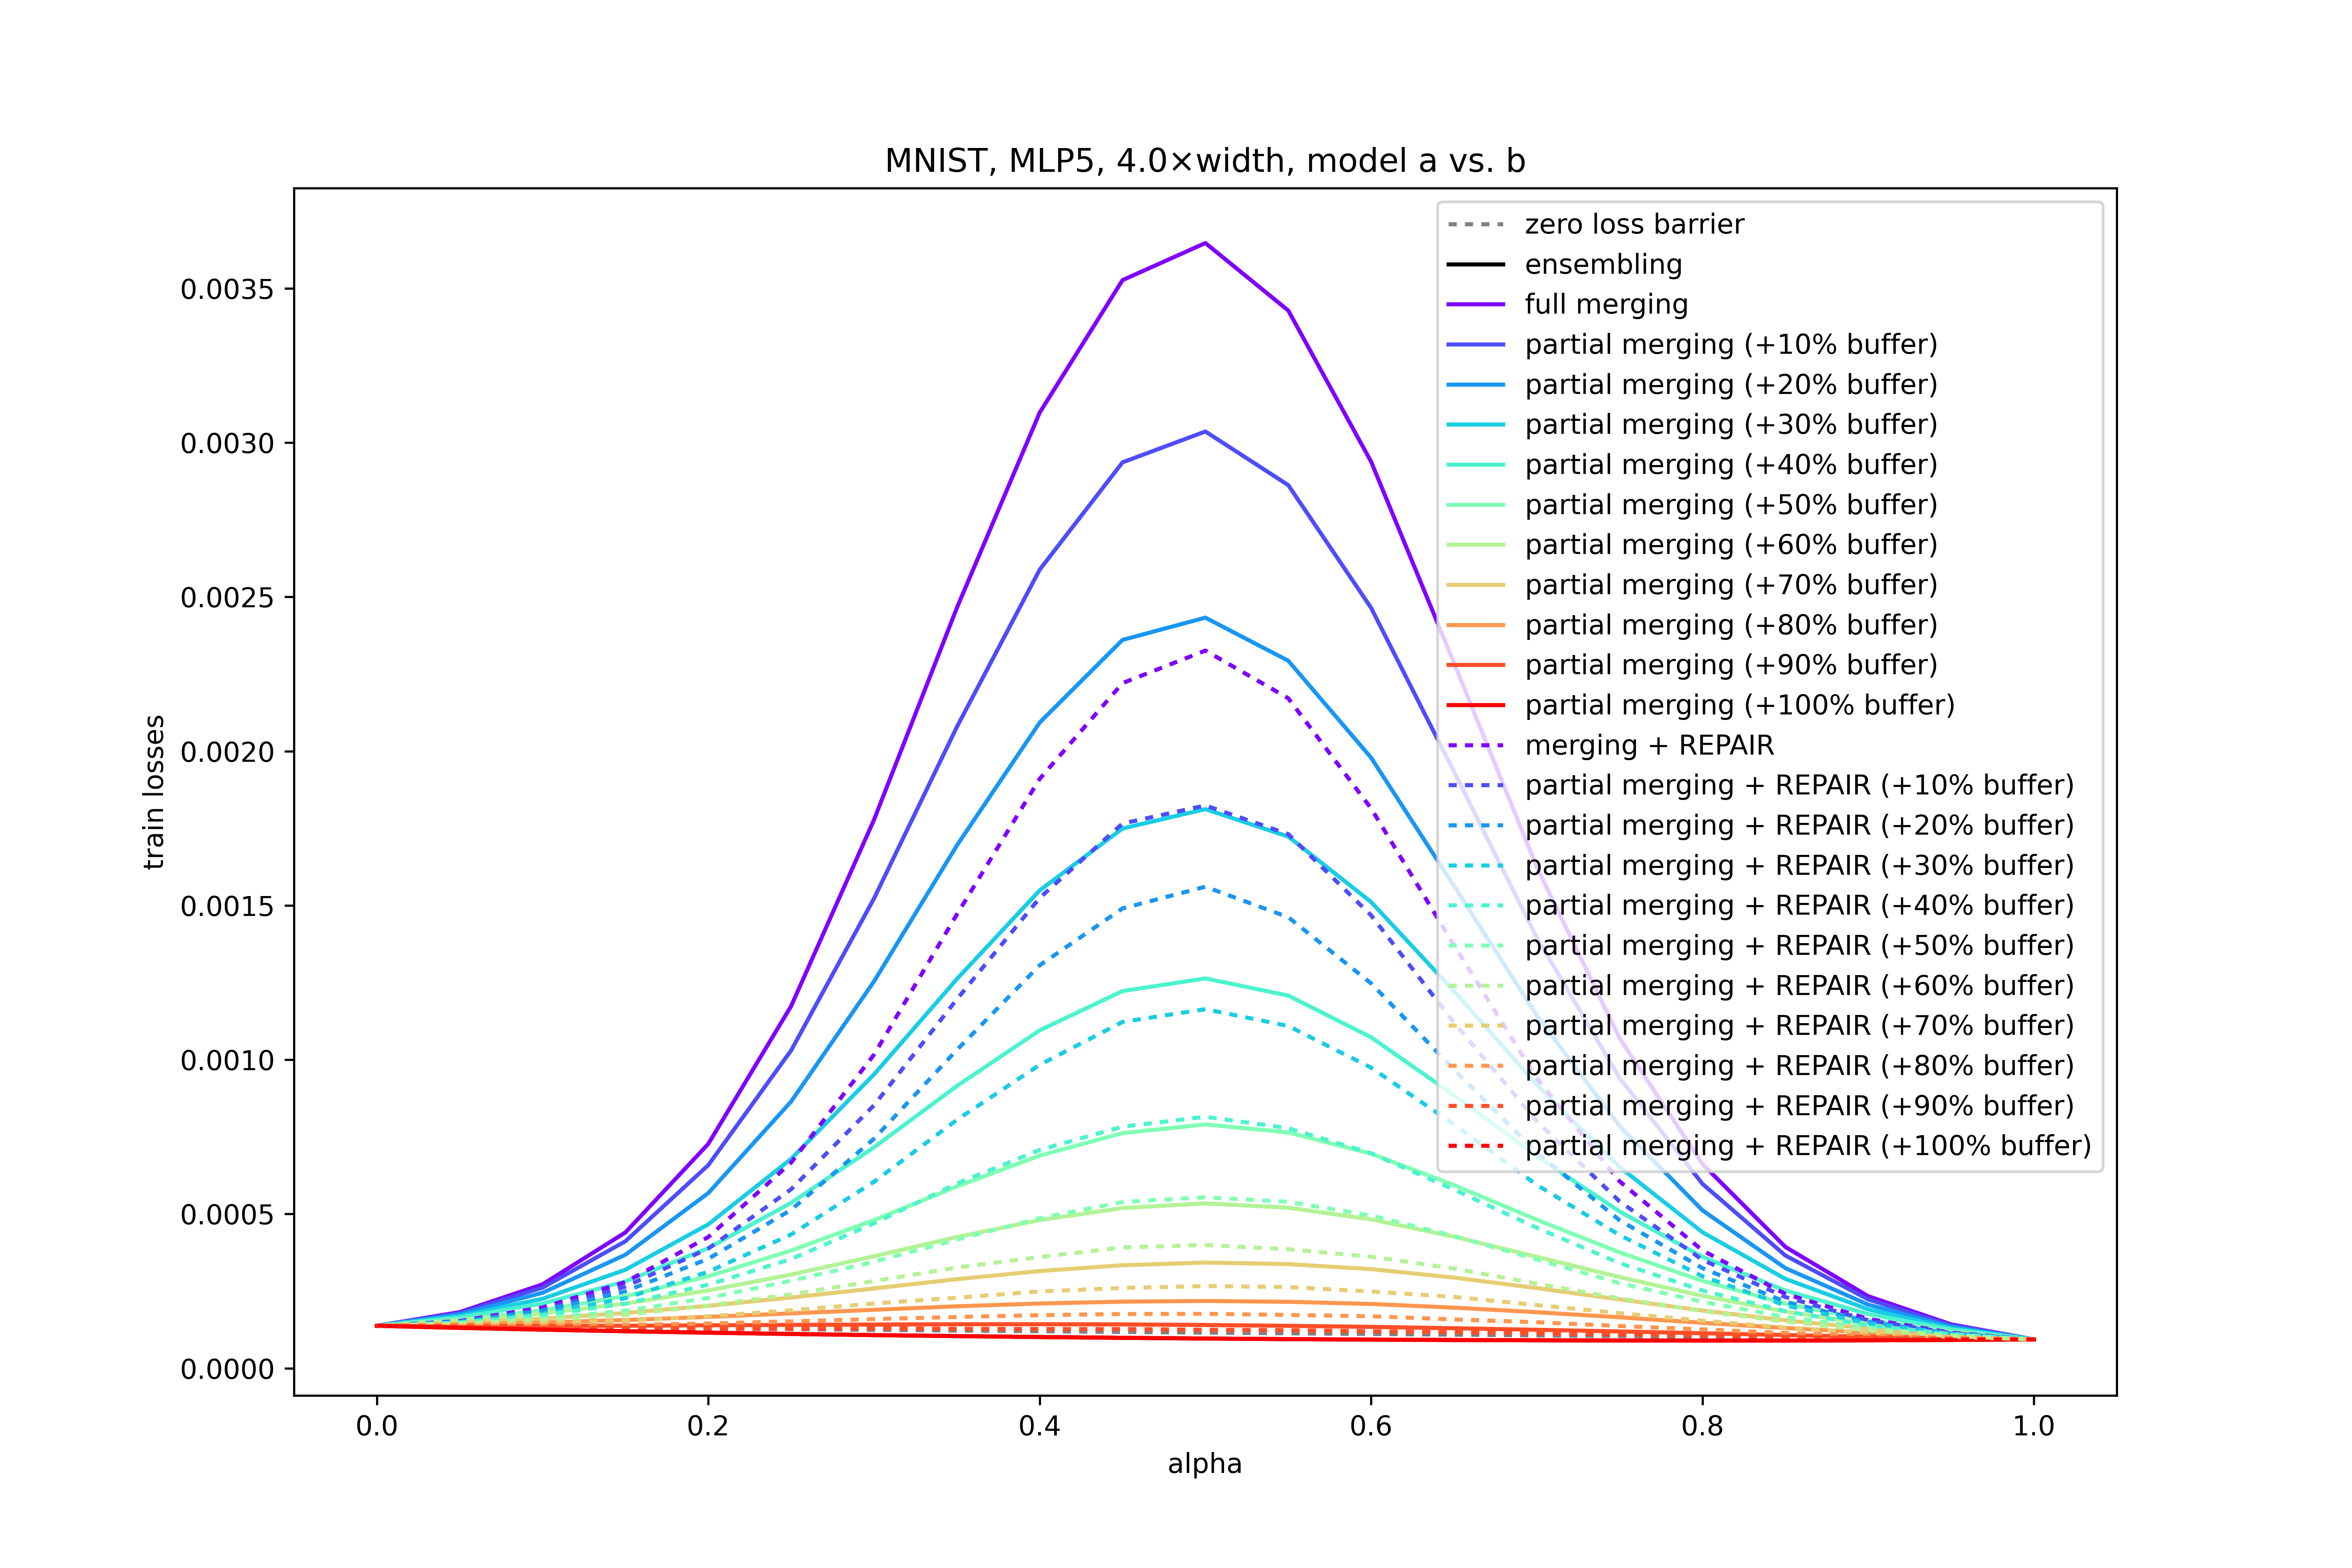 MNIST, MLP5, 4.0×width, model a vs. b
zero loss barrier
ensembling
full merging
partial merging (+10% buffer)
partial merging (+20% buffer)
partial merging (+30% buffer)
partial merging (+40% buffer)
partial merging (+50% buffer)
partial merging (+60% buffer)
partial merging (+70% buffer)
partial merging (+80% buffer)
partial merging (+90% buffer)
partial merging (+100% buffer)
merging + REPAIR
partial merging + REPAIR (+10% buffer)
partial merging + REPAIR (+20% buffer)
partial merging + REPAIR (+30% buffer)
partial merging + REPAIR (+40% buffer)
partial merging + REPAIR (+50% buffer)
partial merging + REPAIR (+60% buffer)
partial merging + REPAIR (+70% buffer)
partial merging + REPAIR (+80% buffer)
partial merging + REPAIR (+90% buffer)
partial merging + REPAIR (+100% buffer)
train losses
0.0035
0.0030
0.0025
0.0020
0.0015
0.0010
0.0005
0.0000
0.0 0.2 0.4 0.6 0.8 1.0
alpha